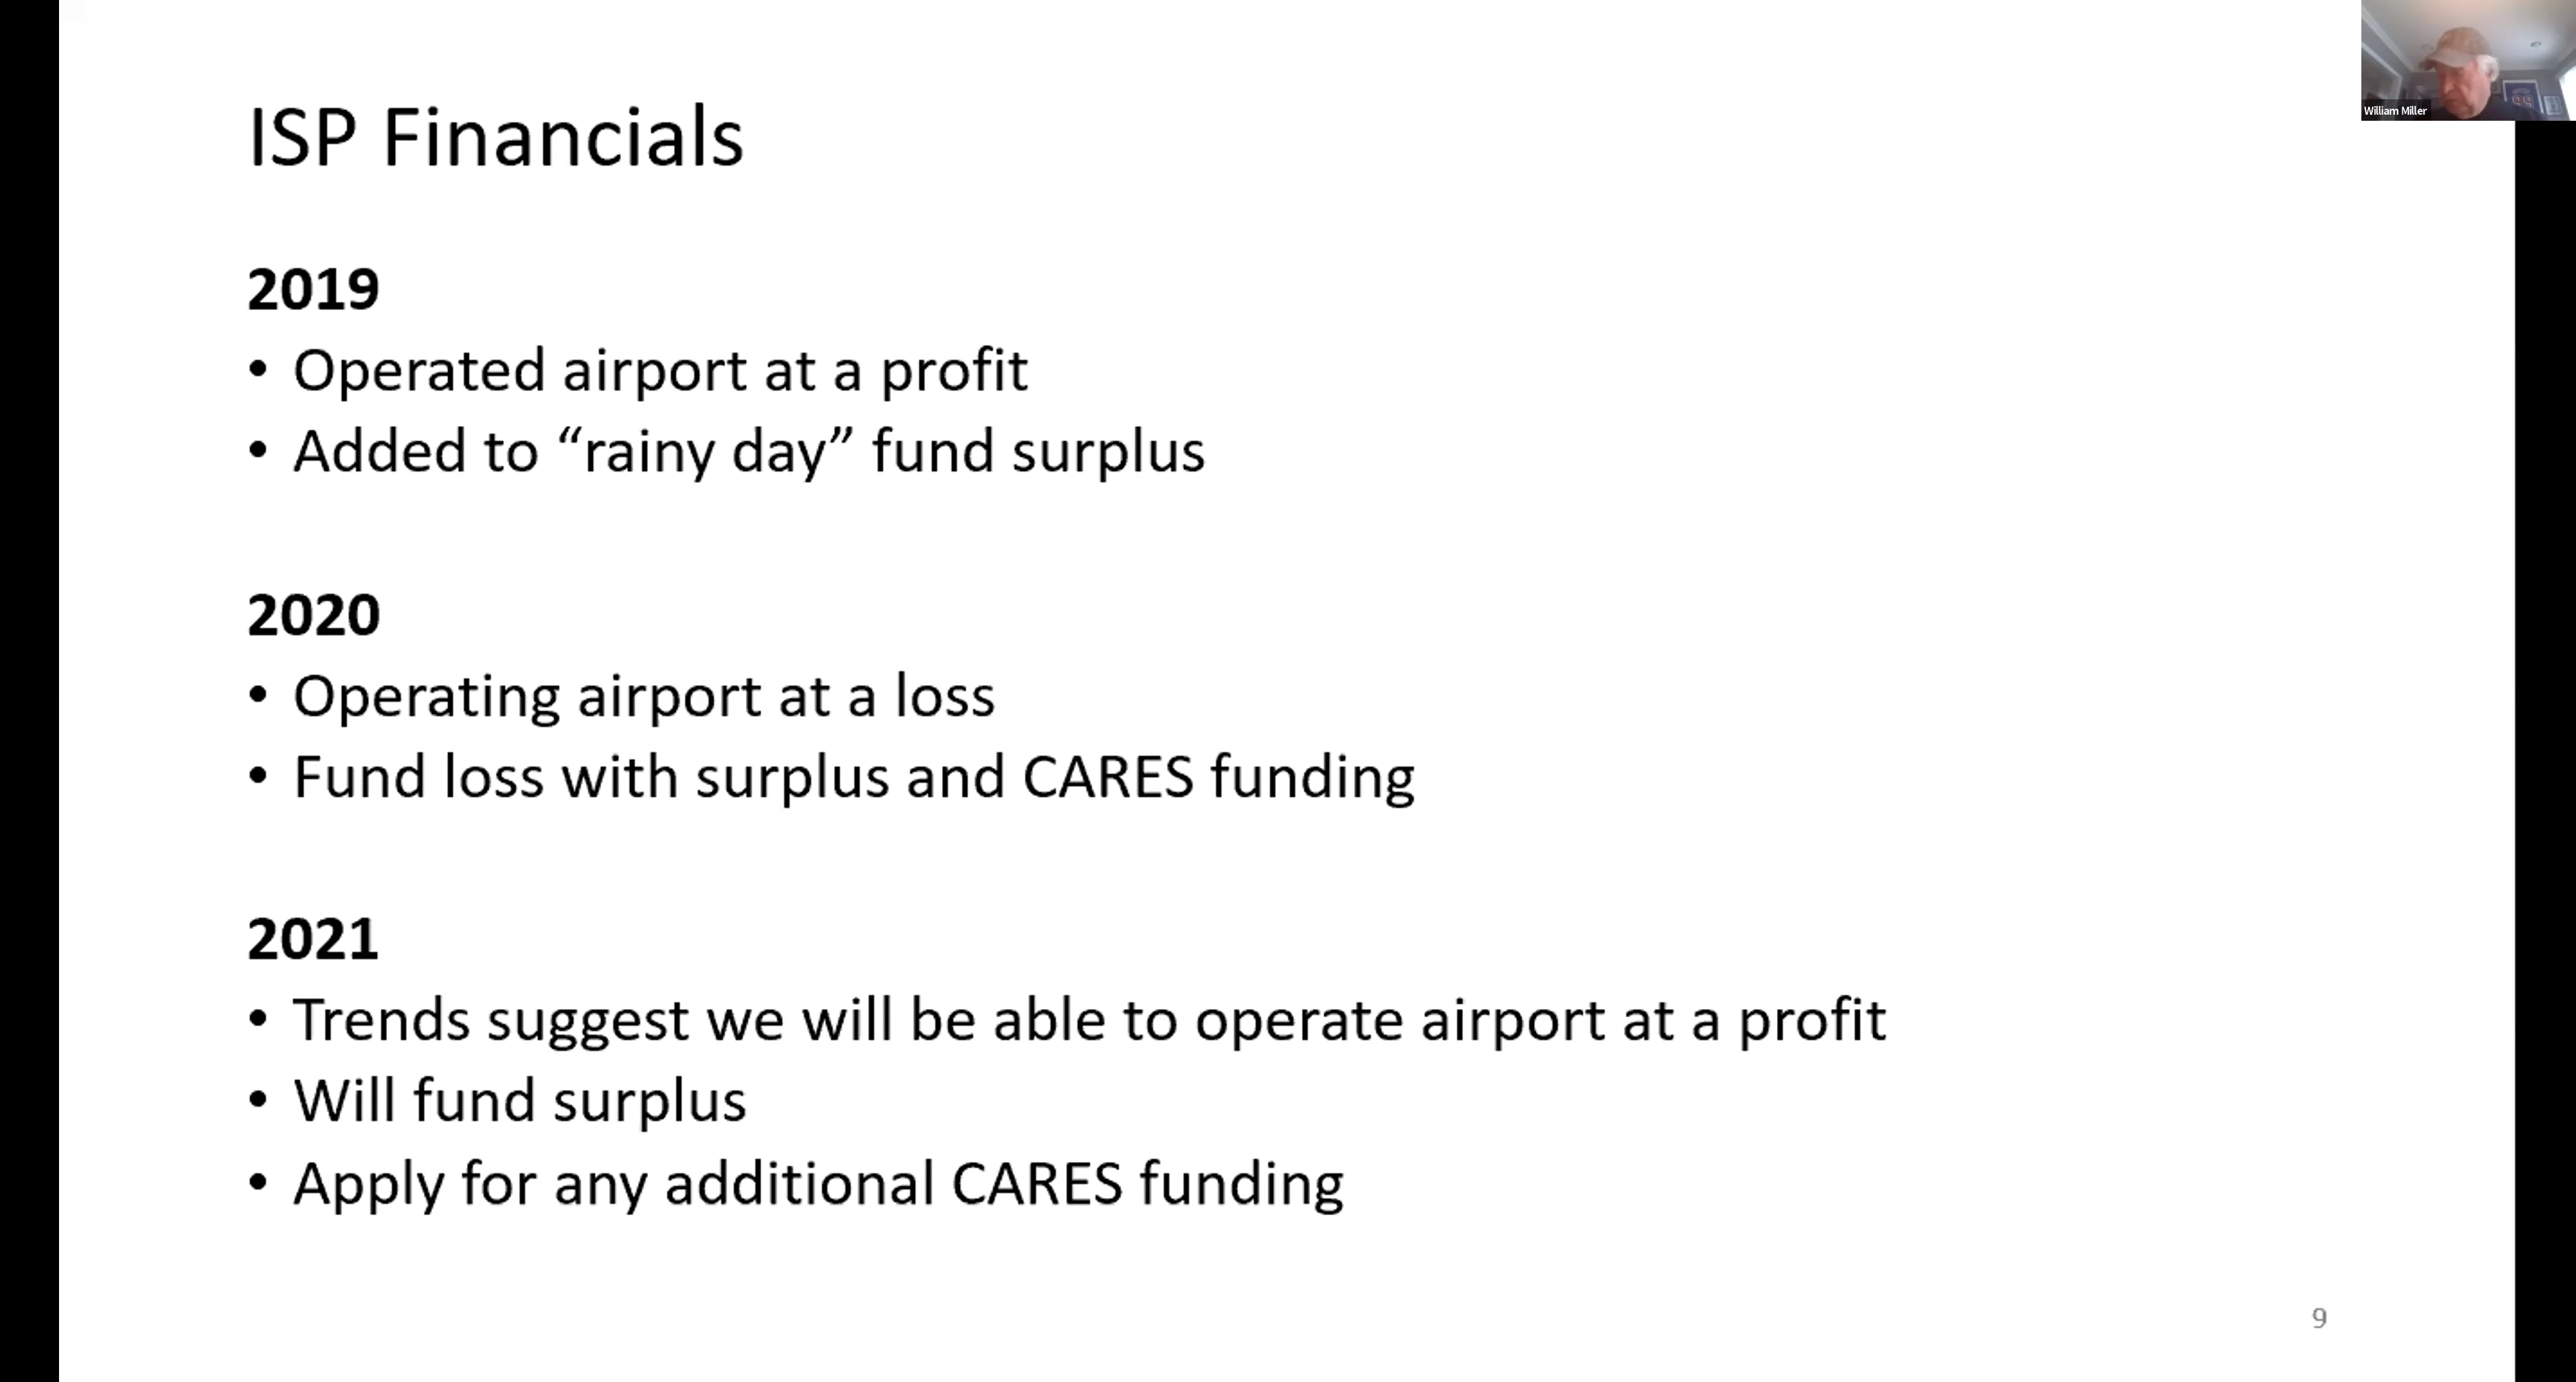 William Miller
ISP Financials
2019
• Operated airport at a profit
• Added to “rainy day” fund surplus
2020
• Operating airport at a loss
• Fund loss with surplus and CARES funding
2021
• Trends suggest we will be able to operate airport at a profit
• Will fund surplus
• Apply for any additional CARES funding
9